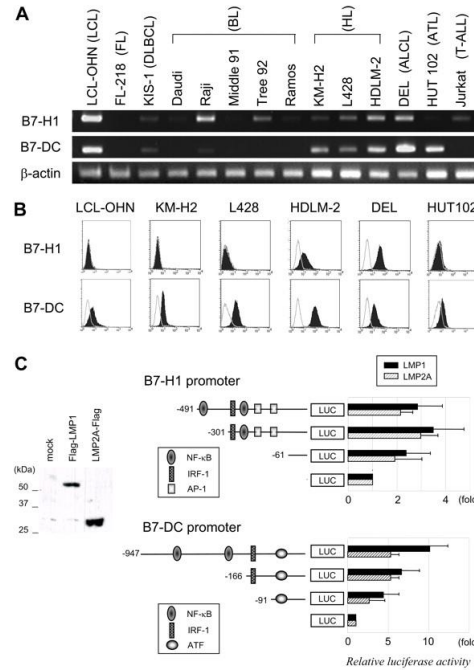 A
(BL)
(HL)
LCL-OHN (LCL)
FL-218 (FL)
KIS-1 (DLBCL)
Daudi
Raji
Middle 91
Tree 92
Ramos
KM-H2
L428
HDLM-2
DEL (ALCL)
HUT 102 (ATL)
Jurkat (T-ALL)
B7-H1
B7-DC
β-actin
B
LCL-OHN KM-H2 L428 HDLM-2 DEL HUT102
B7-H1
B7-DC
C
mock
Flag-LMP1
LMP2A-Flag
(kDa)
50
37
25
B7-H1 promoter
LMP1
LMP2A
-491
LUC
-301
LUC
-61
LUC
LUC
NF-κB
IRF-1
AP-1
0 2 4 (fold
B7-DC promoter
-947
LUC
-166
LUC
-91
LUC
LUC
NF-κB
IRF-1
ATF
0 5 10 (fold
Relative luciferase activity